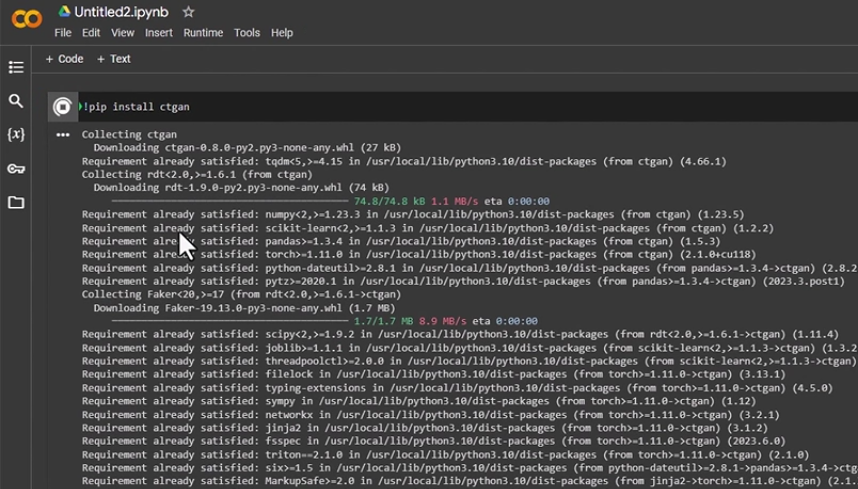 Untitled2.ipynb
File Edit View Insert Runtime Tools Help
+ Code + Text
!pip install ctgan
Collecting ctgan
Downloading ctgan-0.8.0-py2.py3-none-any.whl (27 kB)
Requirement already satisfied: tqdm<5,>=4.15 in /usr/local/lib/python3.10/dist-packages (from ctgan) (4.66.1)
Collecting rdt<2.0,>=1.6.1 (from ctgan)
Downloading rdt-1.9.0-py2.py3-none-any.whl (74 kB)
74.8/74.8 kB 1.1 MB/s eta 0:00:00
Requirement already satisfied: numpy<2,>=1.23.3 in /usr/local/lib/python3.10/dist-packages (from ctgan) (1.23.5)
Requirement already satisfied: scikit-learn<2,>=1.1.3 in /usr/local/lib/python3.10/dist-packages (from ctgan) (1.2.2)
Requirement already satisfied: pandas>=1.3.4 in /usr/local/lib/python3.10/dist-packages (from ctgan) (1.5.3)
Requirement already satisfied: torch>=1.11.0 in /usr/local/lib/python3.10/dist-packages (from ctgan) (2.1.0+cu118)
Requirement already satisfied: python-dateutil>=2.8.1 in /usr/local/lib/python3.10/dist-packages (from pandas>=1.3.4->ctgan) (2.8.2
Requirement already satisfied: pytz>=2020.1 in /usr/local/lib/python3.10/dist-packages (from pandas>=1.3.4->ctgan) (2023.3.post1)
Collecting Faker<20,>=17 (from rdt<2.0,>=1.6.1->ctgan)
Downloading Faker-19.13.0-py3-none-any.whl (1.7 MB)
1.7/1.7 MB 8.9 MB/s eta 0:00:00
Requirement already satisfied: scipy<2,>=1.9.2 in /usr/local/lib/python3.10/dist-packages (from rdt<2.0,>=1.6.1->ctgan) (1.11.4)
Requirement already satisfied: joblib>=1.1.1 in /usr/local/lib/python3.10/dist-packages (from scikit-learn<2,>=1.1.3->ctgan) (1.3.2
Requirement already satisfied: threadpoolctl>=2.0.0 in /usr/local/lib/python3.10/dist-packages (from scikit-learn<2,>=1.1.3->ctgan)
Requirement already satisfied: filelock in /usr/local/lib/python3.10/dist-packages (from torch>=1.11.0->ctgan) (3.13.1)
Requirement already satisfied: typing-extensions in /usr/local/lib/python3.10/dist-packages (from torch>=1.11.0->ctgan) (4.5.0)
Requirement already satisfied: sympy in /usr/local/lib/python3.10/dist-packages (from torch>=1.11.0->ctgan) (1.12)
Requirement already satisfied: networkx in /usr/local/lib/python3.10/dist-packages (from torch>=1.11.0->ctgan) (3.2.1)
Requirement already satisfied: jinja2 in /usr/local/lib/python3.10/dist-packages (from torch>=1.11.0->ctgan) (3.1.2)
Requirement already satisfied: fsspec in /usr/local/lib/python3.10/dist-packages (from torch>=1.11.0->ctgan) (2023.6.0)
Requirement already satisfied: triton==2.1.0 in /usr/local/lib/python3.10/dist-packages (from torch>=1.11.0->ctgan) (2.1.0)
Requirement already satisfied: six>=1.5 in /usr/local/lib/python3.10/dist-packages (from python-dateutil>=2.8.1->pandas>=1.3.4->ctg
Requirement already satisfied: MarkupSafe>=2.0 in /usr/local/lib/python3.10/dist-packages (from jinja2->torch>=1.11.0->ctgan) (2.1.